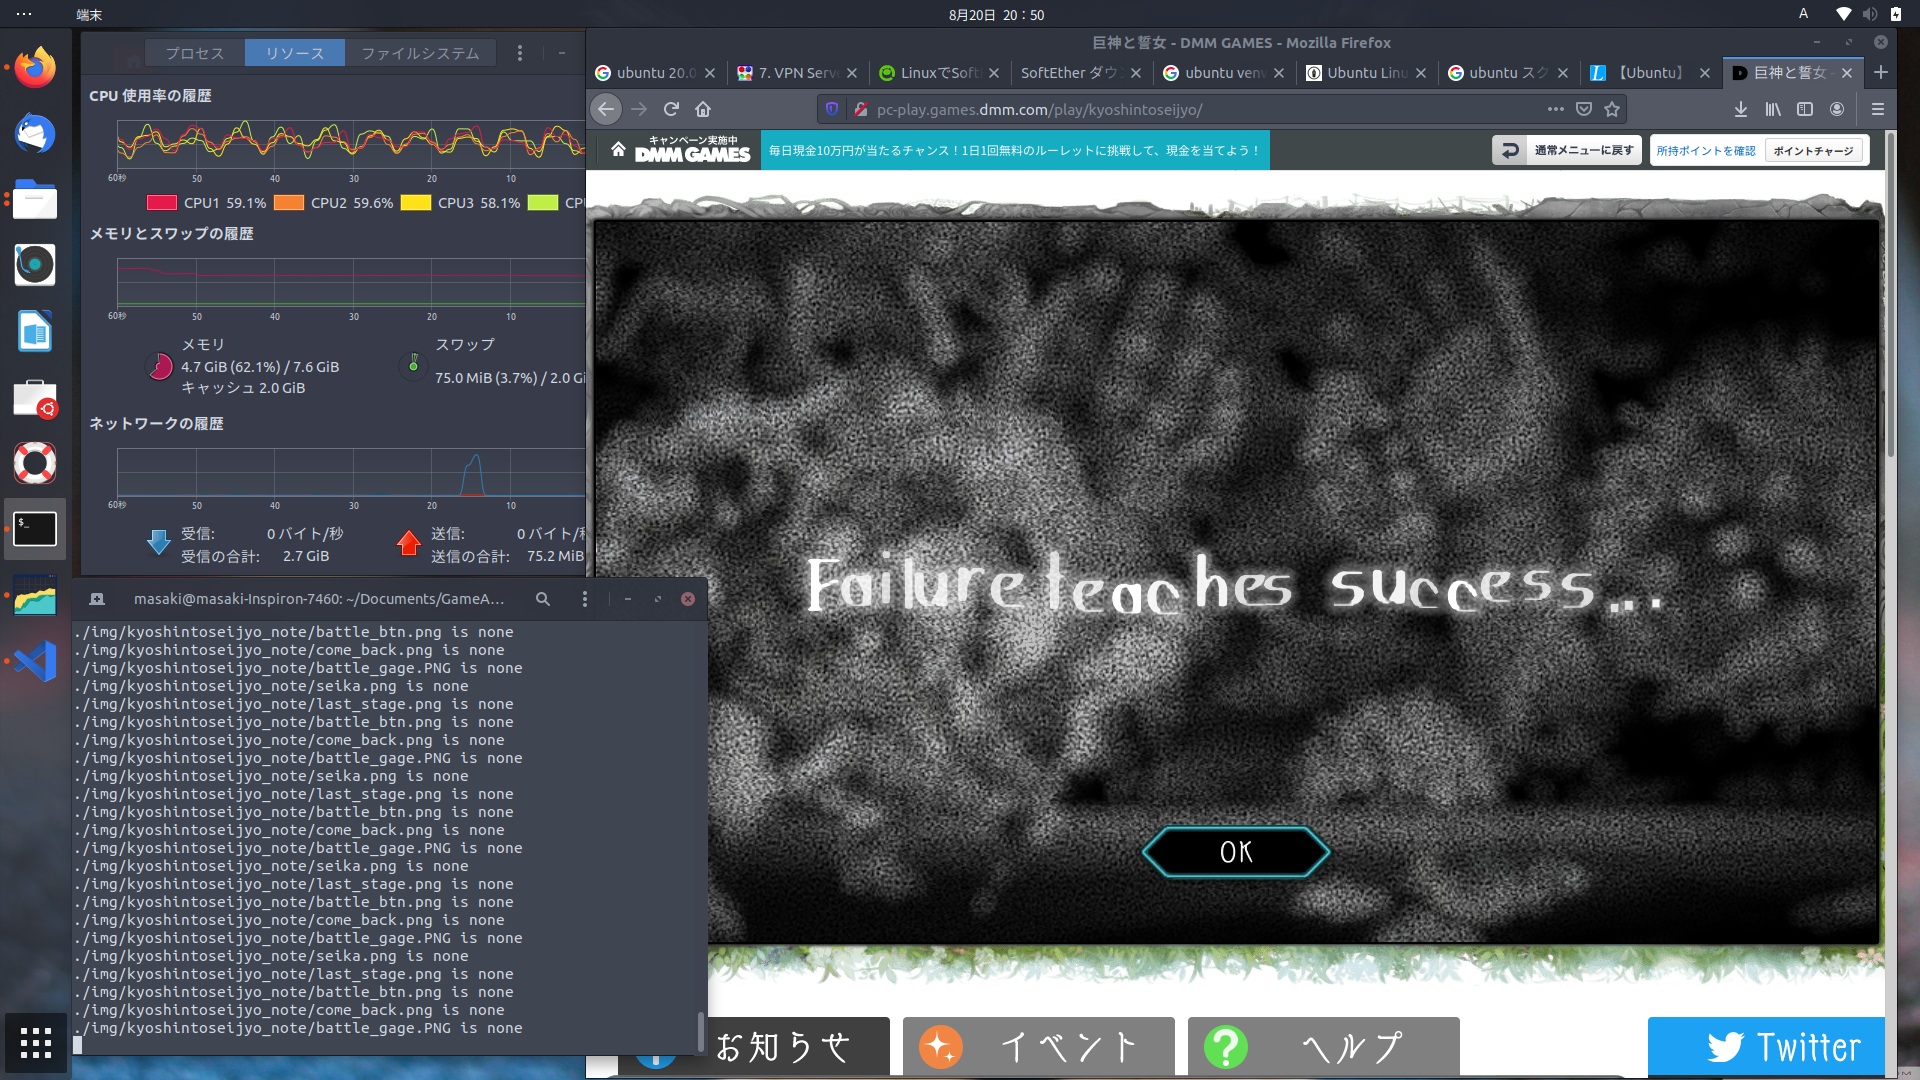 8月20日 20：50
端末
A
プロセス
リソース
ファイルシステム
CPU 使用率の履歴
60秒 50 40 30 20 10
CPU1 59.1%
CPU2 59.6%
CPU3 58.1%
CPU
メモリとスワップの履歴
60秒 50 40 30 20 10
メモリ
4.7 GiB (62.1%) / 7.6 GiB
キャッシュ 2.0 GiB
スワップ
75.0 MiB (3.7%) / 2.0 Gi
ネットワークの履歴
60秒 50 40 30 20 10
受信: 0 バイト/秒
受信の合計: 2.7 GiB
送信: 0 バイト/秒
送信の合計: 75.2 MiB
masaki@masaki-Inspiron-7460: ~/Documents/GameA...
./img/kyoshintoseijyo_note/battle_btn.png is none
./img/kyoshintoseijyo_note/come_back.png is none
./img/kyoshintoseijyo_note/battle_gage.PNG is none
./img/kyoshintoseijyo_note/seika.png is none
./img/kyoshintoseijyo_note/last_stage.png is none
./img/kyoshintoseijyo_note/battle_btn.png is none
./img/kyoshintoseijyo_note/come_back.png is none
./img/kyoshintoseijyo_note/battle_gage.PNG is none
./img/kyoshintoseijyo_note/seika.png is none
./img/kyoshintoseijyo_note/last_stage.png is none
./img/kyoshintoseijyo_note/battle_btn.png is none
./img/kyoshintoseijyo_note/come_back.png is none
./img/kyoshintoseijyo_note/battle_gage.PNG is none
./img/kyoshintoseijyo_note/seika.png is none
./img/kyoshintoseijyo_note/last_stage.png is none
./img/kyoshintoseijyo_note/battle_btn.png is none
./img/kyoshintoseijyo_note/come_back.png is none
./img/kyoshintoseijyo_note/battle_gage.PNG is none
./img/kyoshintoseijyo_note/seika.png is none
./img/kyoshintoseijyo_note/last_stage.png is none
./img/kyoshintoseijyo_note/battle_btn.png is none
./img/kyoshintoseijyo_note/come_back.png is none
./img/kyoshintoseijyo_note/battle_gage.PNG is none
巨神と誓女 - DMM GAMES - Mozilla Firefox
ubuntu 20.0
7. VPN Serve
LinuxでSoft
SoftEther ダウン
ubuntu venv
Ubuntu Linu
ubuntu スク
【Ubuntu】
巨神と誓女 -
pc-play.games.dmm.com/play/kyoshintoseijyo/
キャンペーン実施中
DMM GAMES
毎日現金10万円が当たるチャンス！1日1回無料のルーレットに挑戦して、現金を当てよう！
通常メニューに戻す
所持ポイントを確認
ポイントチャージ
Failure teaches success...
OK
お知らせ
イベント
ヘルプ
Twitter